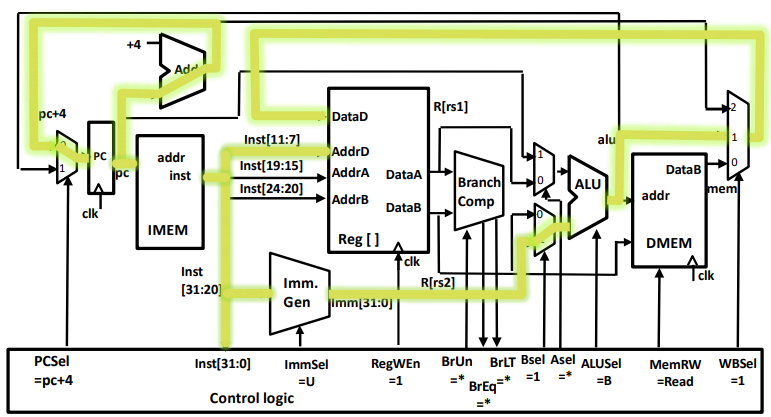 +4
Add
pc+4
0
1
PC
pc
clk
addr
inst
IMEM
Inst [11:7]
Inst[19:15]
Inst[24:20]
DataD
AddrD
AddrA
AddrB
DataA
DataB
Reg [ ]
clk
R[rs1]
R[rs2]
Branch
Comp
1
0
0
ALU
alu
DataB
addr
DMEM
clk
mem
2
1
0
Inst
[31:20]
Imm.
Gen
Imm[31:0]
PCSel
=pc+4
Inst[31:0]
ImmSel
=U
RegWEn
=1
BrUn
=*
BrEq=*
=*
BrLT
Bsel
=1
Asel
=*
ALUSel
=B
MemRW
=Read
WBSel
=1
Control logic